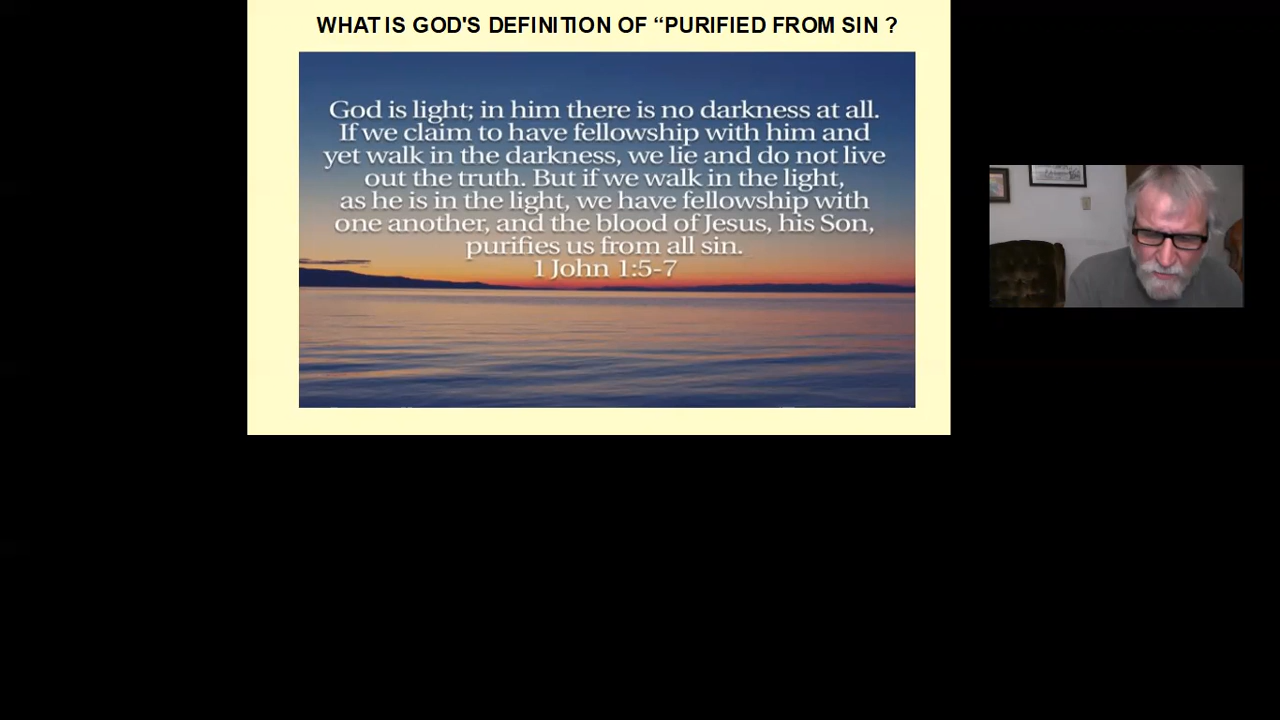 WHAT IS GOD'S DEFINITION OF “PURIFIED FROM SIN ?
God is light; in him there is no darkness at all.
If we claim to have fellowship with him and
yet walk in the darkness, we lie and do not live
out the truth. But if we walk in the light,
as he is in the light, we have fellowship with
one another, and the blood of Jesus, his Son,
purifies us from all sin.
1 John 1:5-7